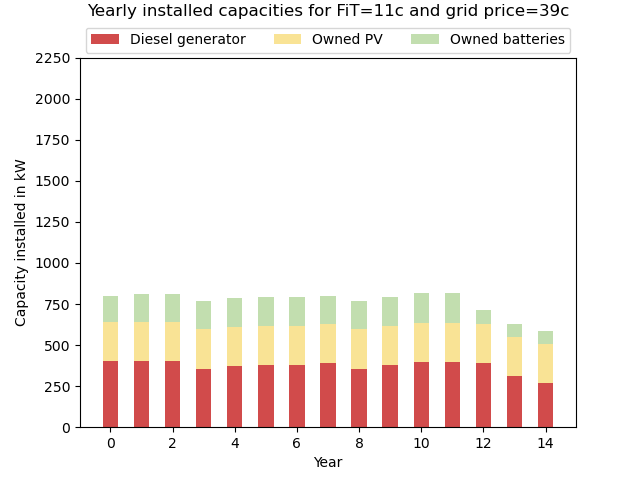 Yearly installed capacities for FiT=11c and grid price=39c
Diesel generator Owned PV Owned batteries
2250
2000
1750
1500
1250
1000
750
500
250
0
Capacity installed in kW
0 2 4 6 8 10 12 14
Year